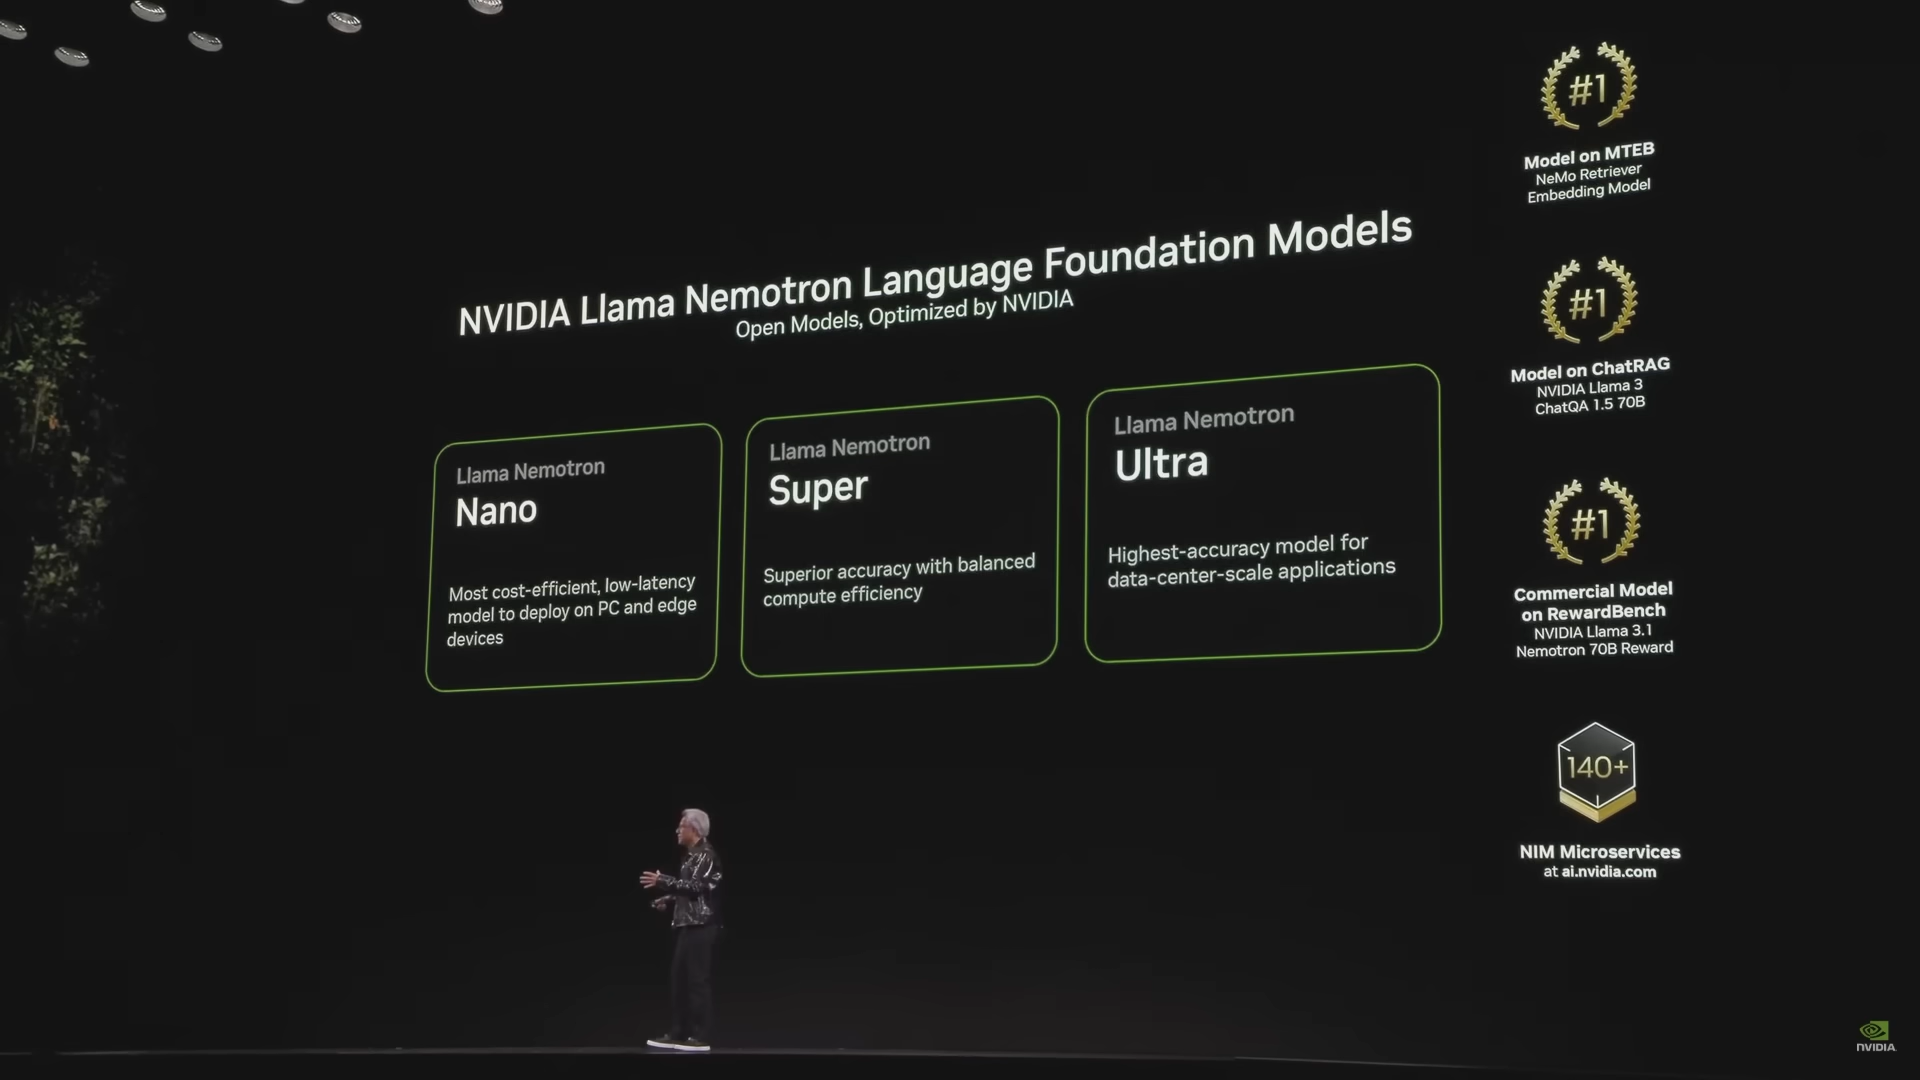 NVIDIA Llama Nemotron Language Foundation Models
Open Models, Optimized by NVIDIA
Llama Nemotron
Nano
Most cost-efficient, low-latency
model to deploy on PC and edge
devices
Llama Nemotron
Super
Superior accuracy with balanced
compute efficiency
Llama Nemotron
Ultra
Highest-accuracy model for
data-center-scale applications
#1
Model on MTEB
NeMo Retriever
Embedding Model
#1
Model on ChatRAG
NVIDIA Llama 3
ChatQA 1.5 70B
#1
Commercial Model
on RewardBench
NVIDIA Llama 3.1
Nemotron 70B Reward
140+
NIM Microservices
at ai.nvidia.com
NVIDIA